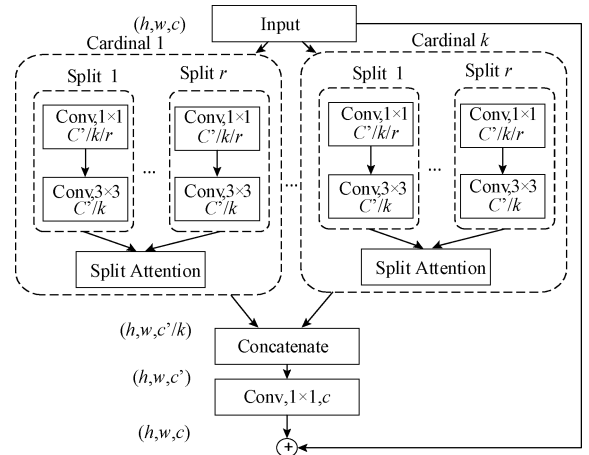 (h,w,c)
Input
Cardinal 1
Cardinal k
Split 1
Split r
Split 1
Split r
Conv,1×1
C’/k/r
Conv,1×1
C’/k/r
Conv,1×1
C’/k/r
Conv,1×1
C’/k/r
...
...
...
Conv,3×3
C’/k
Conv,3×3
C’/k
Conv,3×3
C’/k
Conv,3×3
C’/k
Split Attention
Split Attention
(h,w,c’/k)
Concatenate
(h,w,c’)
Conv,1×1,c
(h,w,c)
+